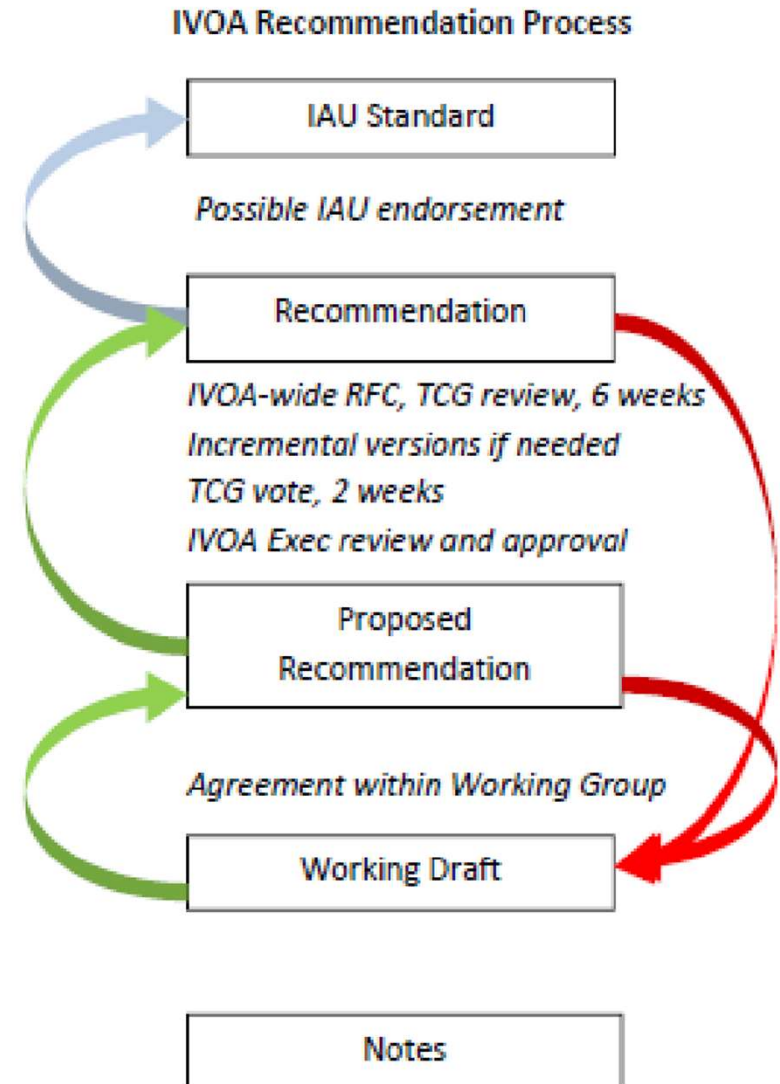 IVOA Recommendation Process
IAU Standard
Possible IAU endorsement
Recommendation
IVOA-wide RFC, TCG review, 6 weeks
Incremental versions if needed
TCG vote, 2 weeks
IVOA Exec review and approval
Proposed
Recommendation
Agreement within Working Group
Working Draft
Notes